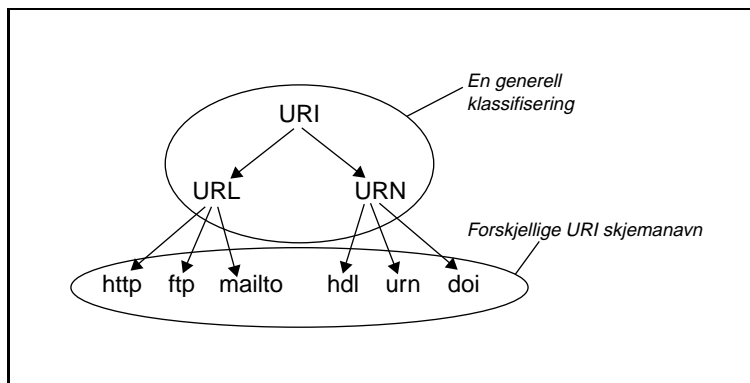 En generell
klassifisering
URI
URL URN
Forskjellige URI skjemanavn
http ftp mailto hdl urn doi